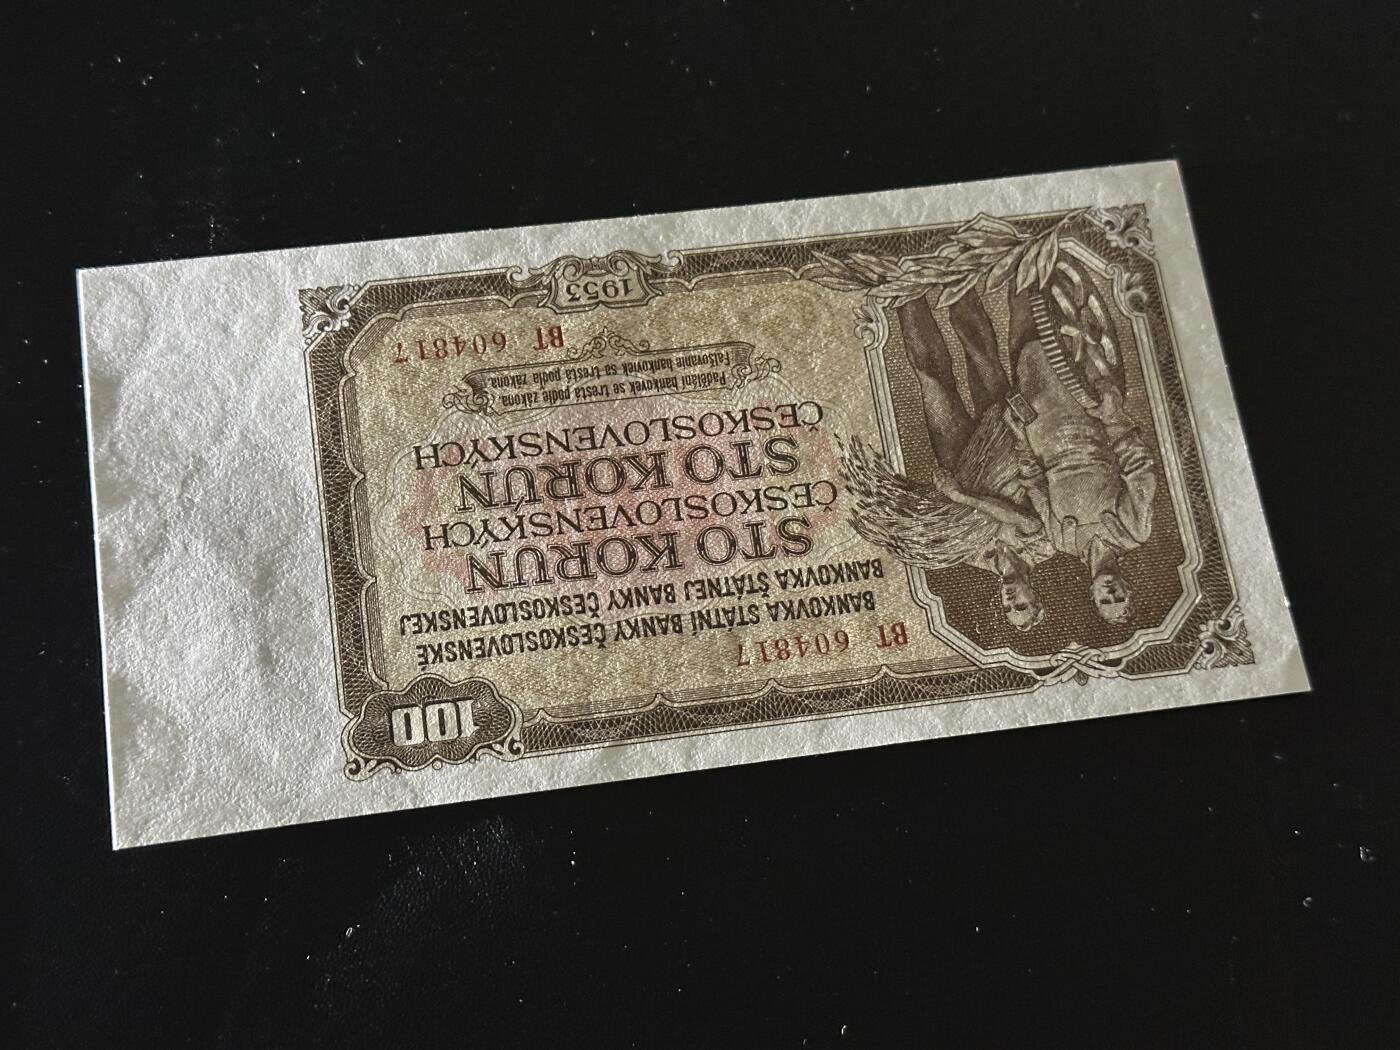 100
BT 604817
BANKOVKA STÁTNÍ BANKY ČESKOSLOVENSKÉ
BANKOVKA ŠTÁTNEJ BANKY ČESKOSLOVENSKEJ
STO KORUN
ČESKOSLOVENSKÝCH
STO KORÚN
ČESKOSLOVENSKÝCH
Padělání bankovek se trestá podle zákona.
Falšovanie bankoviek sa trestá podľa zákona.
BT 604817
1953